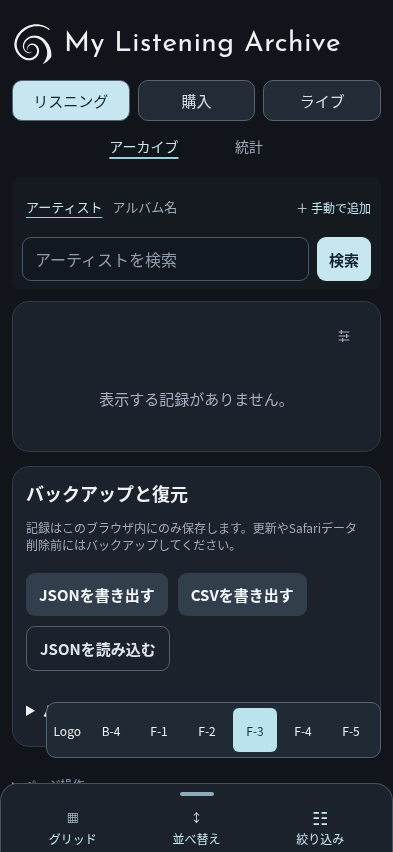 My Listening Archive
リスニング
購入
ライブ
アーカイブ
統計
アーティスト アルバム名
＋ 手動で追加
アーティストを検索
検索
表示する記録がありません。
バックアップと復元
記録はこのブラウザ内にのみ保存します。更新やSafariデータ
削除前にはバックアップしてください。
JSONを書き出す
CSVを書き出す
JSONを読み込む
Logo B-4 F-1 F-2 F-3 F-4 F-5
グリッド
並べ替え
絞り込み